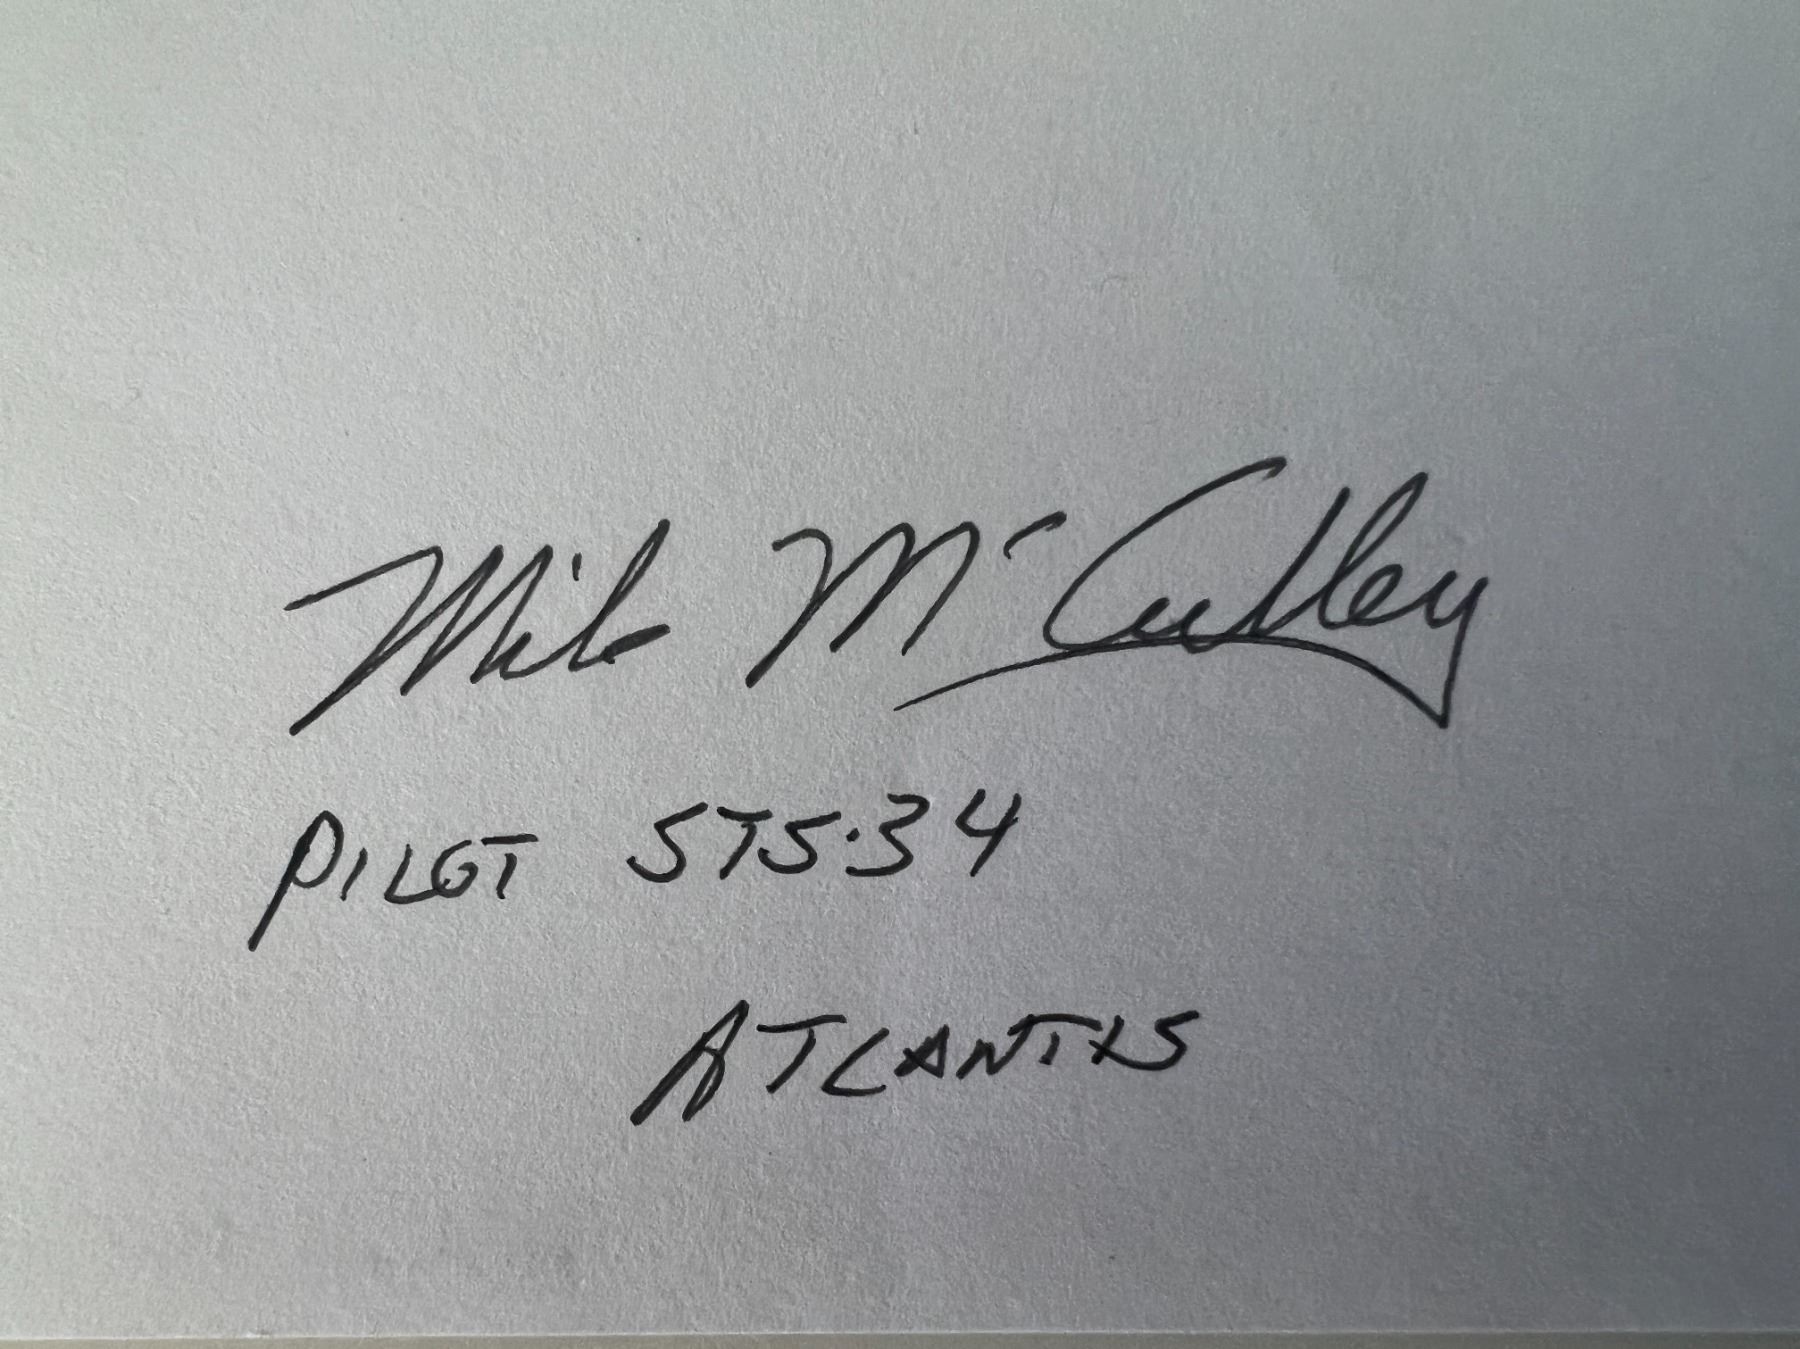 Mike McCulley
PILOT STS-34
ATLANTIS